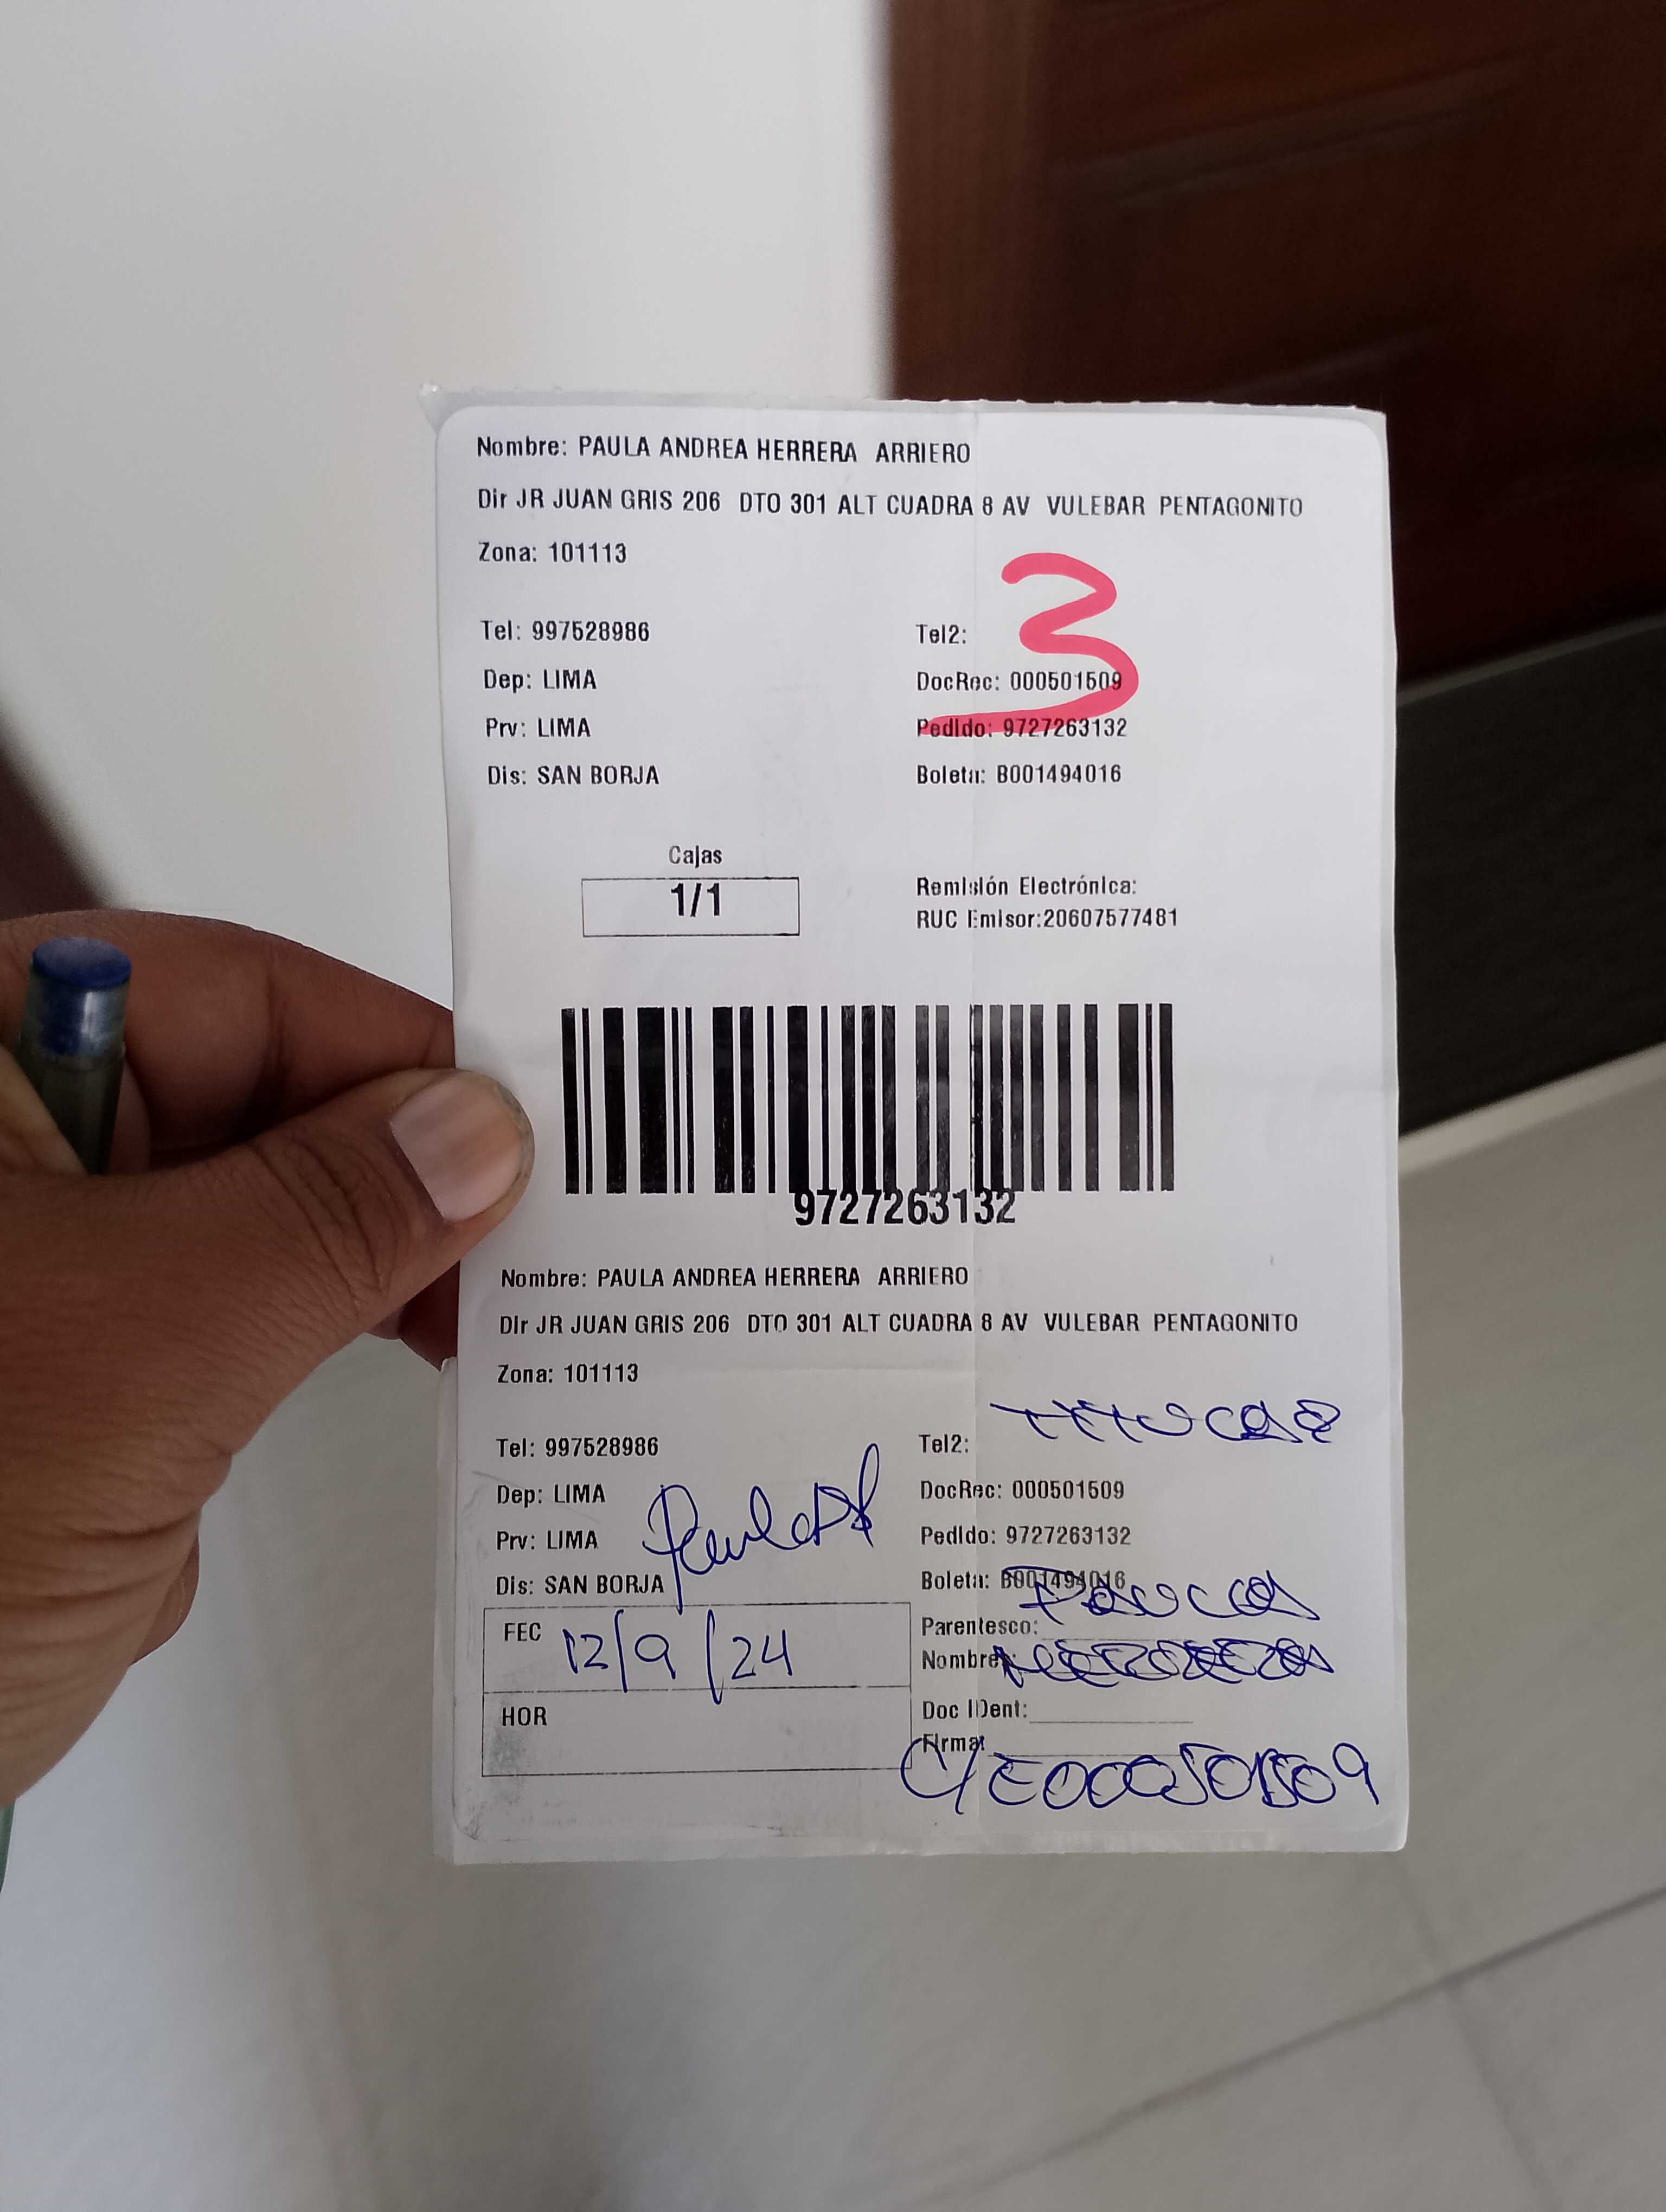 Nombre: PAULA ANDREA HERRERA ARRIERO
Dir JR JUAN GRIS 206 DTO 301 ALT CUADRA 8 AV VULEBAR PENTAGONITO
Zona: 101113
3
Tel: 997528986 Tel2:
Dep: LIMA DocRec: 000501509
Prv: LIMA Pedido: 9727263132
Dis: SAN BORJA Boleta: B001494016
Cajas
1/1
Remisión Electrónica:
RUC Emisor:20607577481
9727263132
Nombre: PAULA ANDREA HERRERA ARRIERO
Dir JR JUAN GRIS 206 DTO 301 ALT CUADRA 8 AV VULEBAR PENTAGONITO
Zona: 101113
Tel: 997528986 Tel2:
Dep: LIMA DocRec: 000501509
Prv: LIMA Pedido: 9727263132
Dis: SAN BORJA Boleta: B001494016
Parentesco:
FEC 12/9/24
Nombre:
HOR
Doc IDent:
Firma:
C/E000501509